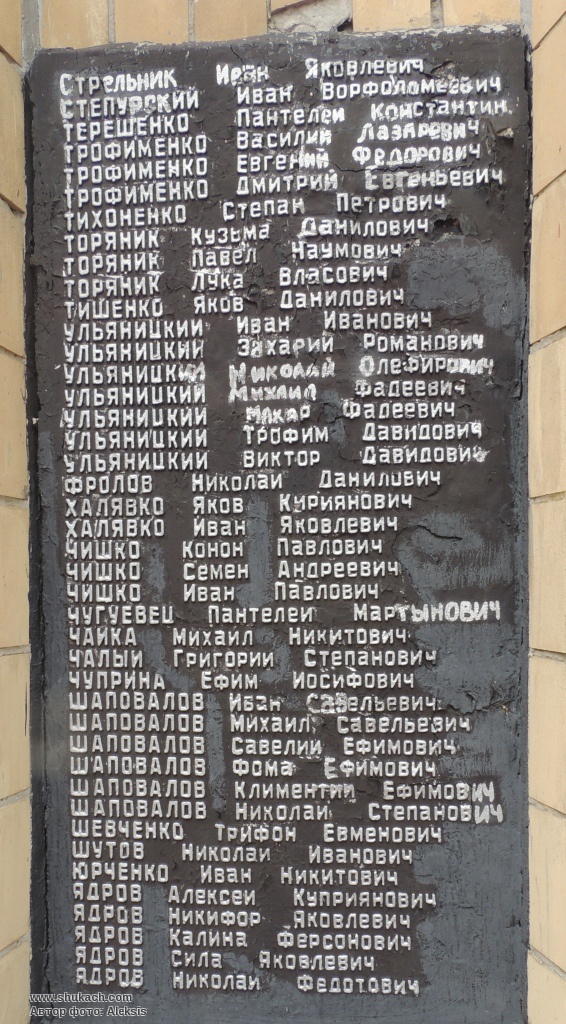 Стрельник Иван Яковлевич
Степурский Иван Ворфоломеевич
Терешенко Пантелеи Константин.
Трофименко Василий Лазаревич
Трофименко Евгений Федорович
Трофименко Дмитрий Евгеньевич
Тихоненко Степан Петрович
Торяник Кузьма Данилович
Торяник Павел Наумович
Торяник Лука Власович
Тишенко Яков Данилович
Ульяницкий Иван Иванович
Ульяницкий Захарий Романович
Ульяницкий Николай Олефирович
Ульяницкий Михаил Фадеевич
Ульяницкий Макар Фадеевич
Ульяницкий Трофим Давидович
Ульяницкий Виктор Давидович
Фролов Николаи Данилович
Халявко Яков Куриянович
Халявко Иван Яковлевич
Чишко Конон Павлович
Чишко Семен Андреевич
Чишко Иван Павлович
Чугуевец Пантелеи Мартынович
Чайка Михаил Никитович
Чалыи Григории Степанович
Чуприна Ефим Иосифович
Шаповалов Иван Савельевич
Шаповалов Михаил Савельевич
Шаповалов Савелии Ефимович
Шаповалов Фома Ефимович
Шаповалов Климентии Ефимович
Шаповалов Николаи Степанович
Шевченко Трифон Евменович
Шутов Николаи Иванович
Юрченко Иван Никитович
Ядров Алексеи Куприянович
Ядров Никифор Яковлевич
Ядров Калина Ферсонович
Ядров Сила Яковлевич
Ядров Николаи Федотович
www.shukach.com
Автор фото: Aleksis